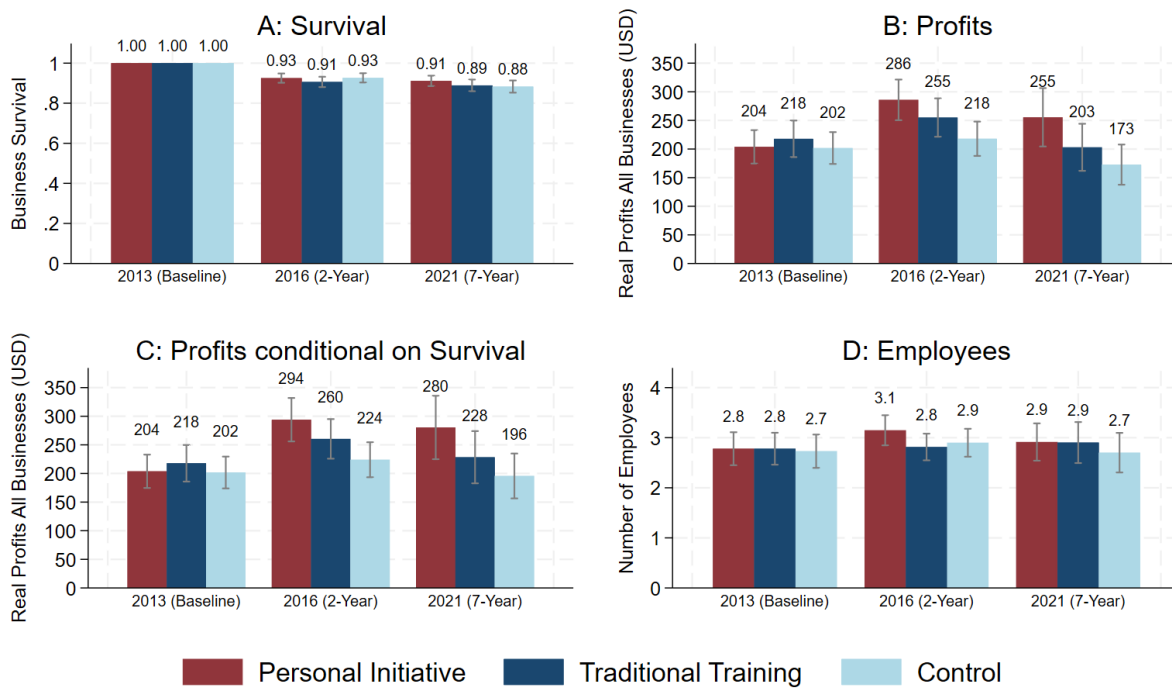 A: Survival
Business Survival
1.00 1.00 1.00
0.93 0.91 0.93
0.91 0.89 0.88
1
.8
.6
.4
.2
0
2013 (Baseline) 2016 (2-Year) 2021 (7-Year)
B: Profits
Real Profits All Businesses (USD)
204 218 202
286 255 218
255 203 173
350
300
250
200
150
100
50
0
2013 (Baseline) 2016 (2-Year) 2021 (7-Year)
C: Profits conditional on Survival
Real Profits All Businesses (USD)
204 218 202
294 260 224
280 228 196
350
300
250
200
150
100
50
0
2013 (Baseline) 2016 (2-Year) 2021 (7-Year)
D: Employees
Number of Employees
2.8 2.8 2.7
3.1 2.8 2.9
2.9 2.9 2.7
4
3
2
1
0
2013 (Baseline) 2016 (2-Year) 2021 (7-Year)
Personal Initiative Traditional Training Control